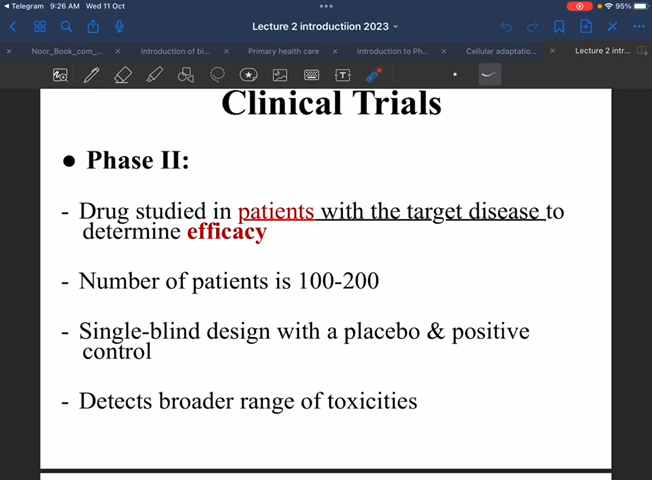 Telegram 9:26 AM Wed 11 Oct 95%
Lecture 2 introductiion 2023
Noor_Book_com_... Introduction of bi... Primary health care Introduction to Ph... Cellular adaptatio... Lecture 2 intr...
Clinical Trials
● Phase II:
- Drug studied in patients with the target disease to
determine efficacy
- Number of patients is 100-200
- Single-blind design with a placebo & positive
control
- Detects broader range of toxicities